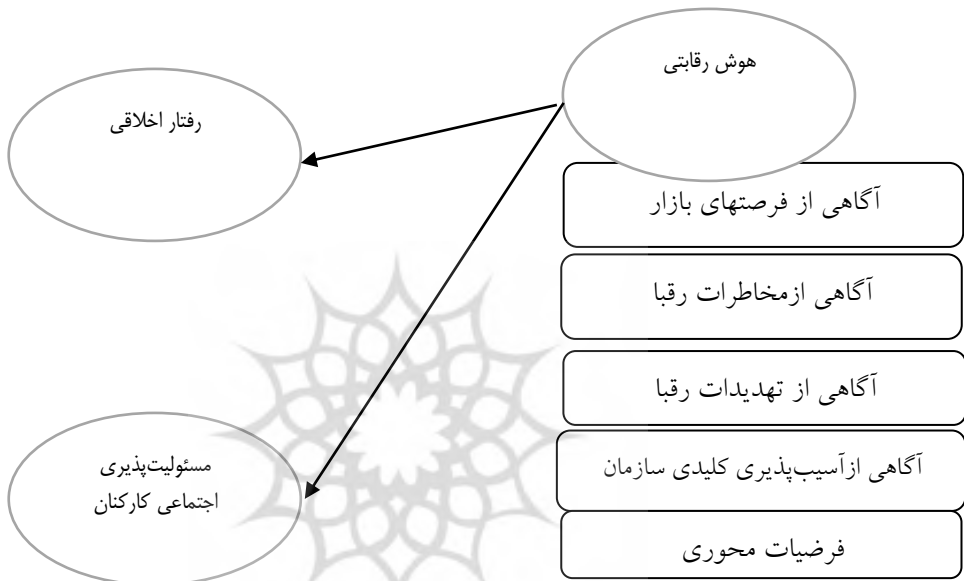 هوش رقابتی
رفتار اخلاقی
آگاهی از فرصتهای بازار
آگاهی ازمخاطرات رقبا
آگاهی از تهدیدات رقبا
آگاهی ازآسیب‌پذیری کلیدی سازمان
فرضیات محوری
مسئولیت‌پذیری
اجتماعی کارکنان